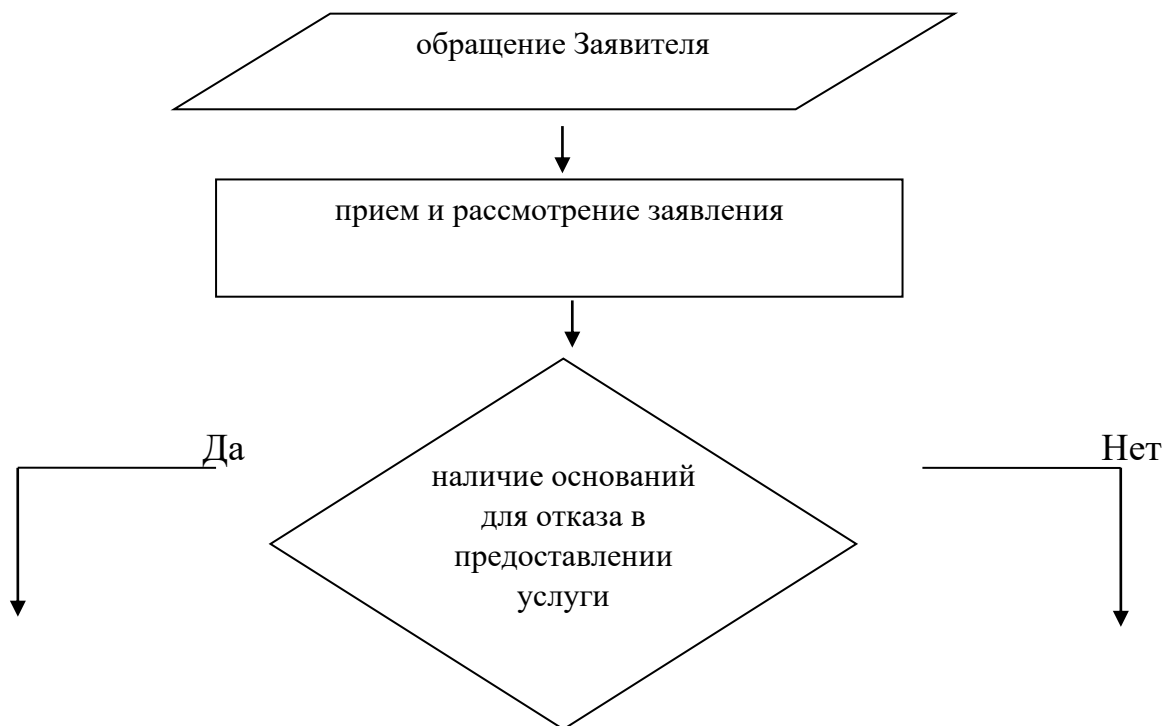 обращение Заявителя
прием и рассмотрение заявления
Да
Нет
наличие оснований
для отказа в
предоставлении
услуги